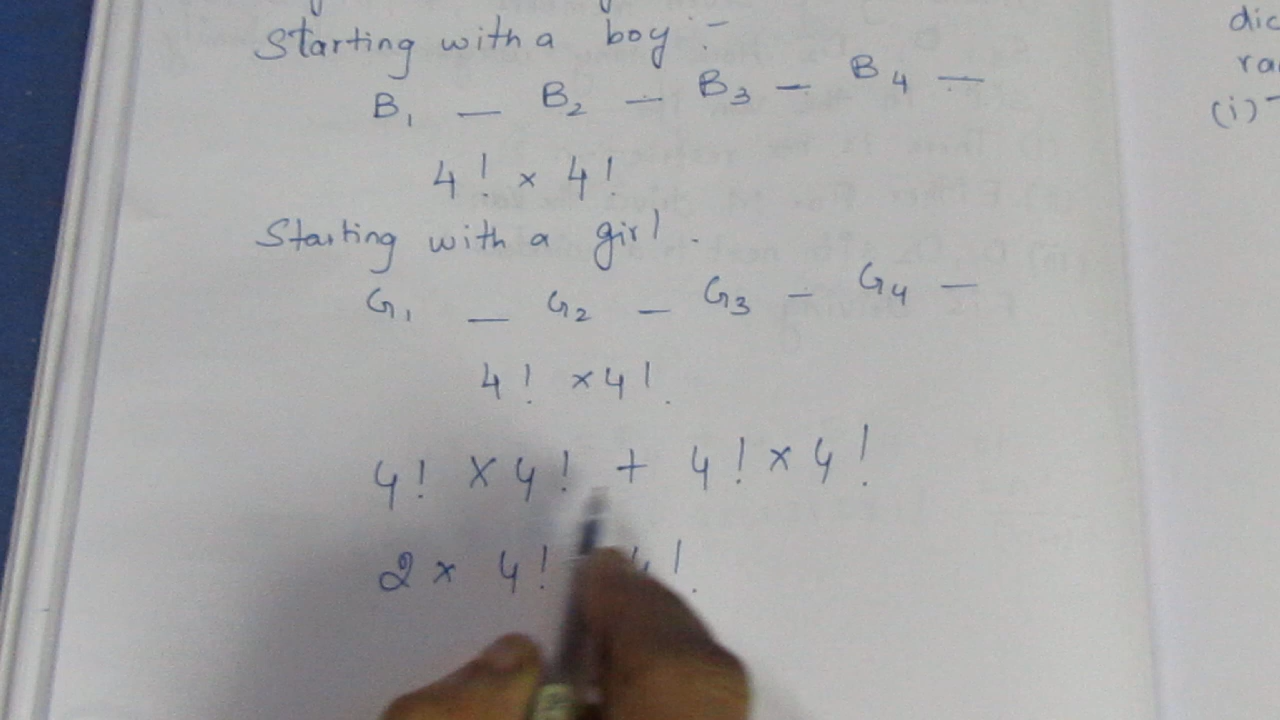 Starting with a boy :-
B₁ — B₂ — B₃ — B₄ —
4! × 4!
Starting with a girl.
G₁ — G₂ — G₃ — G₄ —
4! × 4!
4! × 4! + 4! × 4!
2 × 4! 4!
(i)